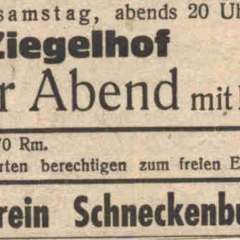 samstag, abends 20 Uh
Ziegelhof
r Abend mit
70 Rm.
rten berechtigen zum freien E
rein Schneckenbu